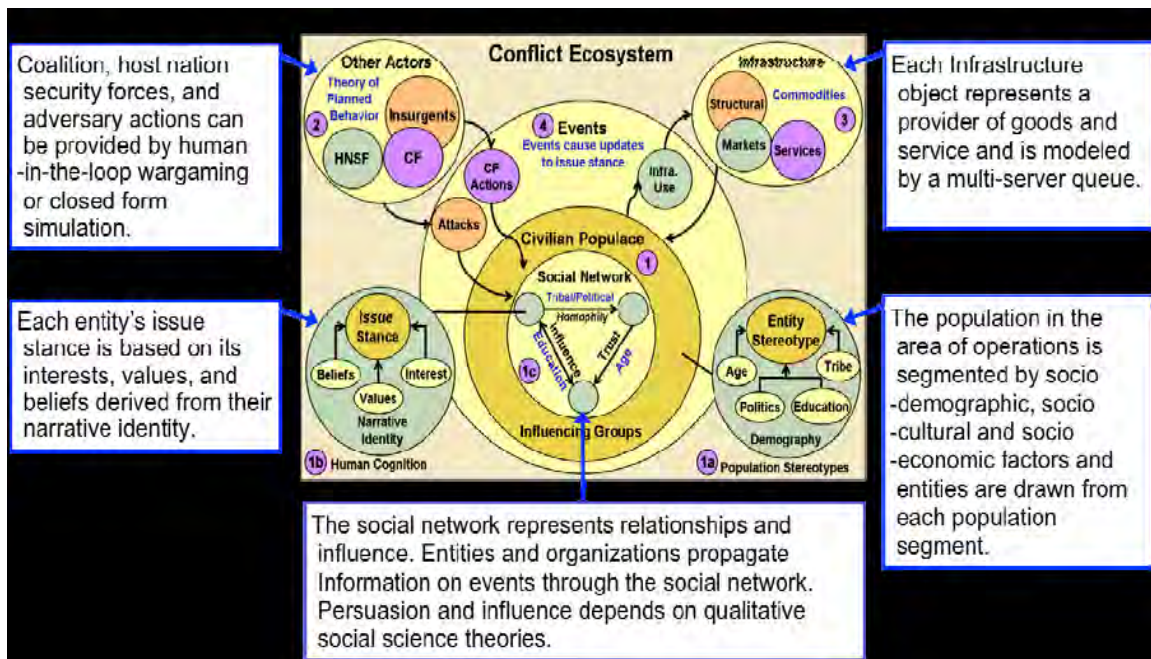 Coalition, host nation
security forces, and
adversary actions can
be provided by human
-in-the-loop wargaming
or closed form
simulation.
Each entity's issue
stance is based on its
interests, values, and
beliefs derived from their
narrative identity.
Conflict Ecosystem
Other Actors
Theory of
Planned
Behavior
2
Insurgents
HNSF
CF
4 Events
Events cause updates
to issue stance
CF
Actions
Attacks
Infra.
Use
Infrastructure
Structural
Commodities
3
Markets
Services
Civilian Populace
1
Social Network
Tribal/Political
Homophily
Influence
Education
Trust
Age
1c
Influencing Groups
Issue
Stance
Beliefs
Interest
Values
Narrative
Identity
1b Human Cognition
Entity
Stereotype
Age
Tribe
Politics
Education
Demography
1a Population Stereotypes
Each Infrastructure
object represents a
provider of goods and
service and is modeled
by a multi-server queue.
The population in the
area of operations is
segmented by socio
-demographic, socio
-cultural and socio
-economic factors and
entities are drawn from
each population
segment.
The social network represents relationships and
influence. Entities and organizations propagate
Information on events through the social network.
Persuasion and influence depends on qualitative
social science theories.